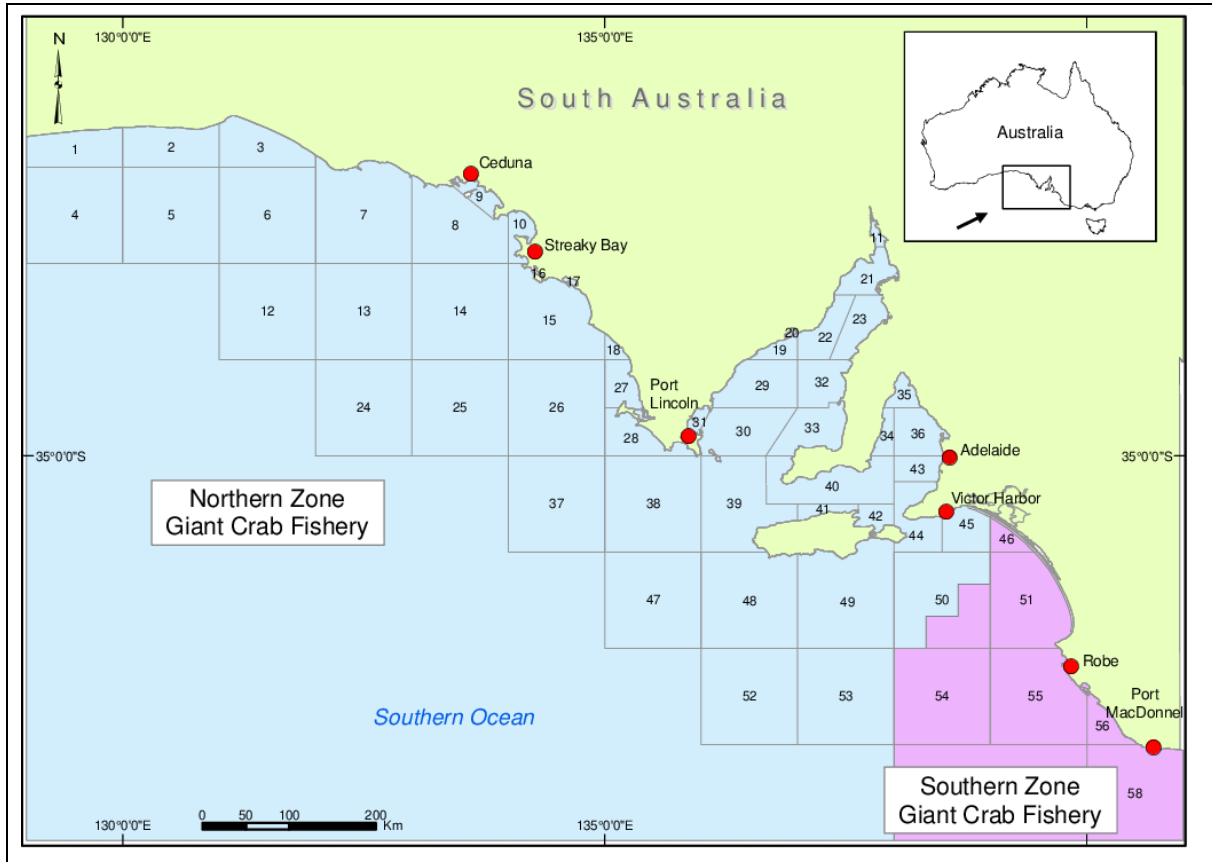 130°0'0"E
135°0'0"E
N
South Australia
Australia
1
2
3
Ceduna
9
4
5
6
7
8
10
Streaky Bay
11
16
17
21
12
13
14
15
23
20
22
18
19
27
Port
Lincoln
29
32
35
24
25
26
31
28
30
33
34
36
Adelaide
35°0'0"S
35°0'0"S
43
Northern Zone
Giant Crab Fishery
37
38
39
40
41
42
Victor Harbor
44
45
46
47
48
49
50
51
Robe
52
53
54
55
Port
MacDonnel
56
Southern Ocean
Southern Zone
Giant Crab Fishery
58
0 50 100 200
Km
130°0'0"E
135°0'0"E